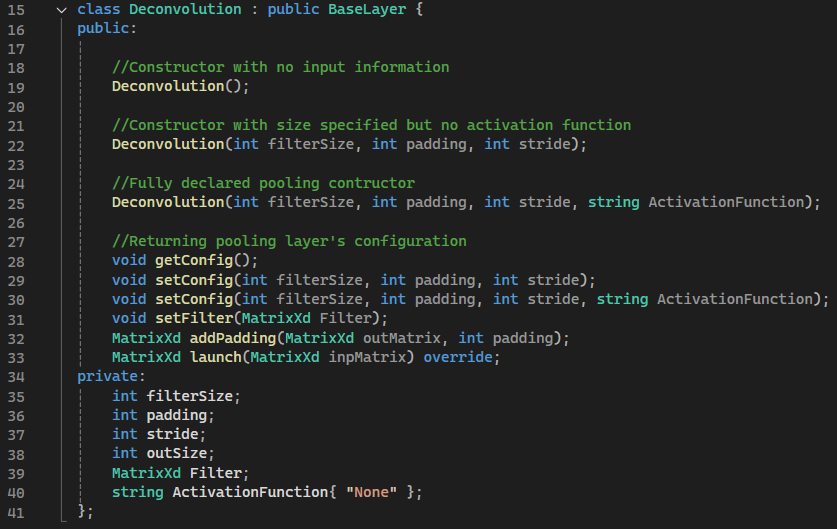 15 class Deconvolution : public BaseLayer {
16 public:
17
18 //Constructor with no input information
19 Deconvolution();
20
21 //Constructor with size specified but no activation function
22 Deconvolution(int filterSize, int padding, int stride);
23
24 //Fully declared pooling contructor
25 Deconvolution(int filterSize, int padding, int stride, string ActivationFunction);
26
27 //Returning pooling layer's configuration
28 void getConfig();
29 void setConfig(int filterSize, int padding, int stride);
30 void setConfig(int filterSize, int padding, int stride, string ActivationFunction);
31 void setFilter(MatrixXd Filter);
32 MatrixXd addPadding(MatrixXd outMatrix, int padding);
33 MatrixXd launch(MatrixXd inpMatrix) override;
34 private:
35 int filterSize;
36 int padding;
37 int stride;
38 int outSize;
39 MatrixXd Filter;
40 string ActivationFunction{ "None" };
41 };